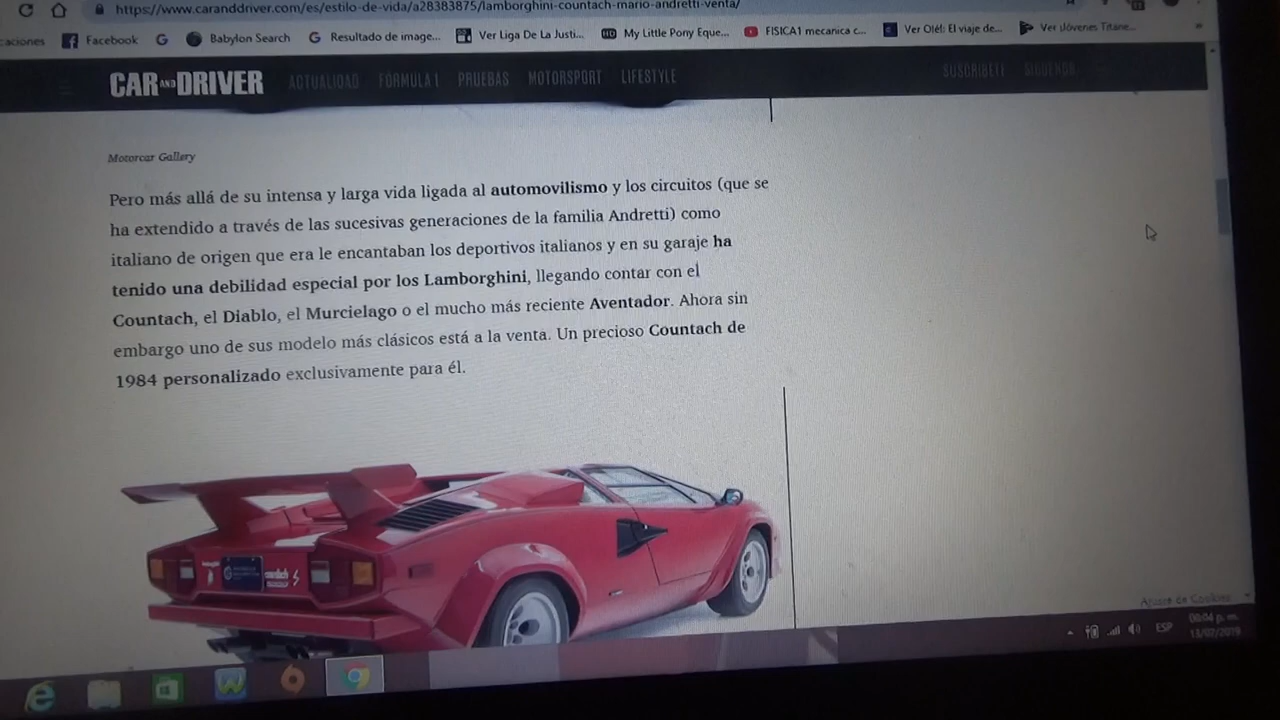 https://www.caranddriver.com/es/estilo-de-vida/a28383875/lamborghini-countach-mario-andretti-venta/
caciones Facebook Babylon Search Resultado de image... Ver Liga De La Justi... My Little Pony Eque... FISICA1 mecanica c... Ver Olé!: El viaje de... Ver Jóvenes Titane...
CAR AND DRIVER ACTUALIDAD FÓRMULA 1 PRUEBAS MOTORSPORT LIFESTYLE SUSCRÍBETE SÍGUENOS
Motorcar Gallery
Pero más allá de su intensa y larga vida ligada al automovilismo y los circuitos (que se
ha extendido a través de las sucesivas generaciones de la familia Andretti) como
italiano de origen que era le encantaban los deportivos italianos y en su garaje ha
tenido una debilidad especial por los Lamborghini, llegando contar con el
Countach, el Diablo, el Murcielago o el mucho más reciente Aventador. Ahora sin
embargo uno de sus modelo más clásicos está a la venta. Un precioso Countach de
1984 personalizado exclusivamente para él.
countach
de Cookies
ESP
p. m.